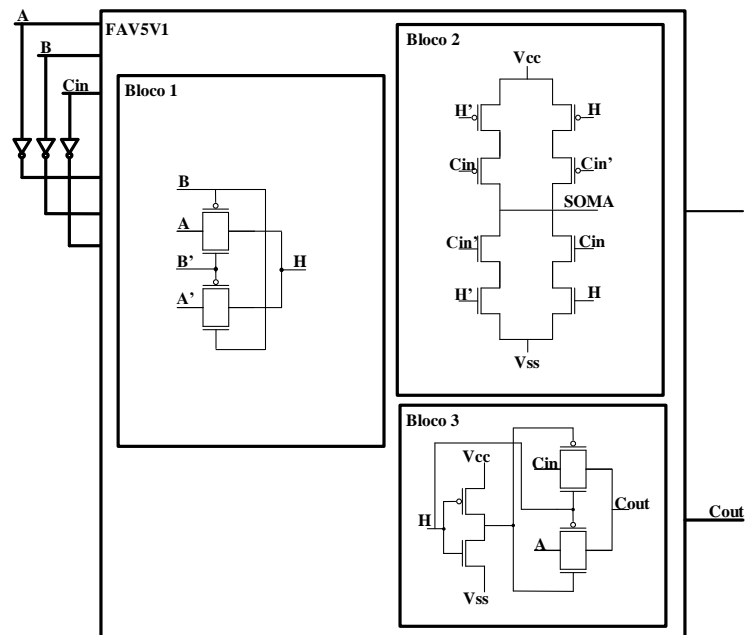 A
FAV5V1
B
Cin
Bloco 1
B
A
B'
H
A'
Bloco 2
Vcc
H'
H
Cin
Cin'
SOMA
Cin'
Cin
H'
H
Vss
Bloco 3
Vcc
Cin
H
Cout
A
Vss
Cout